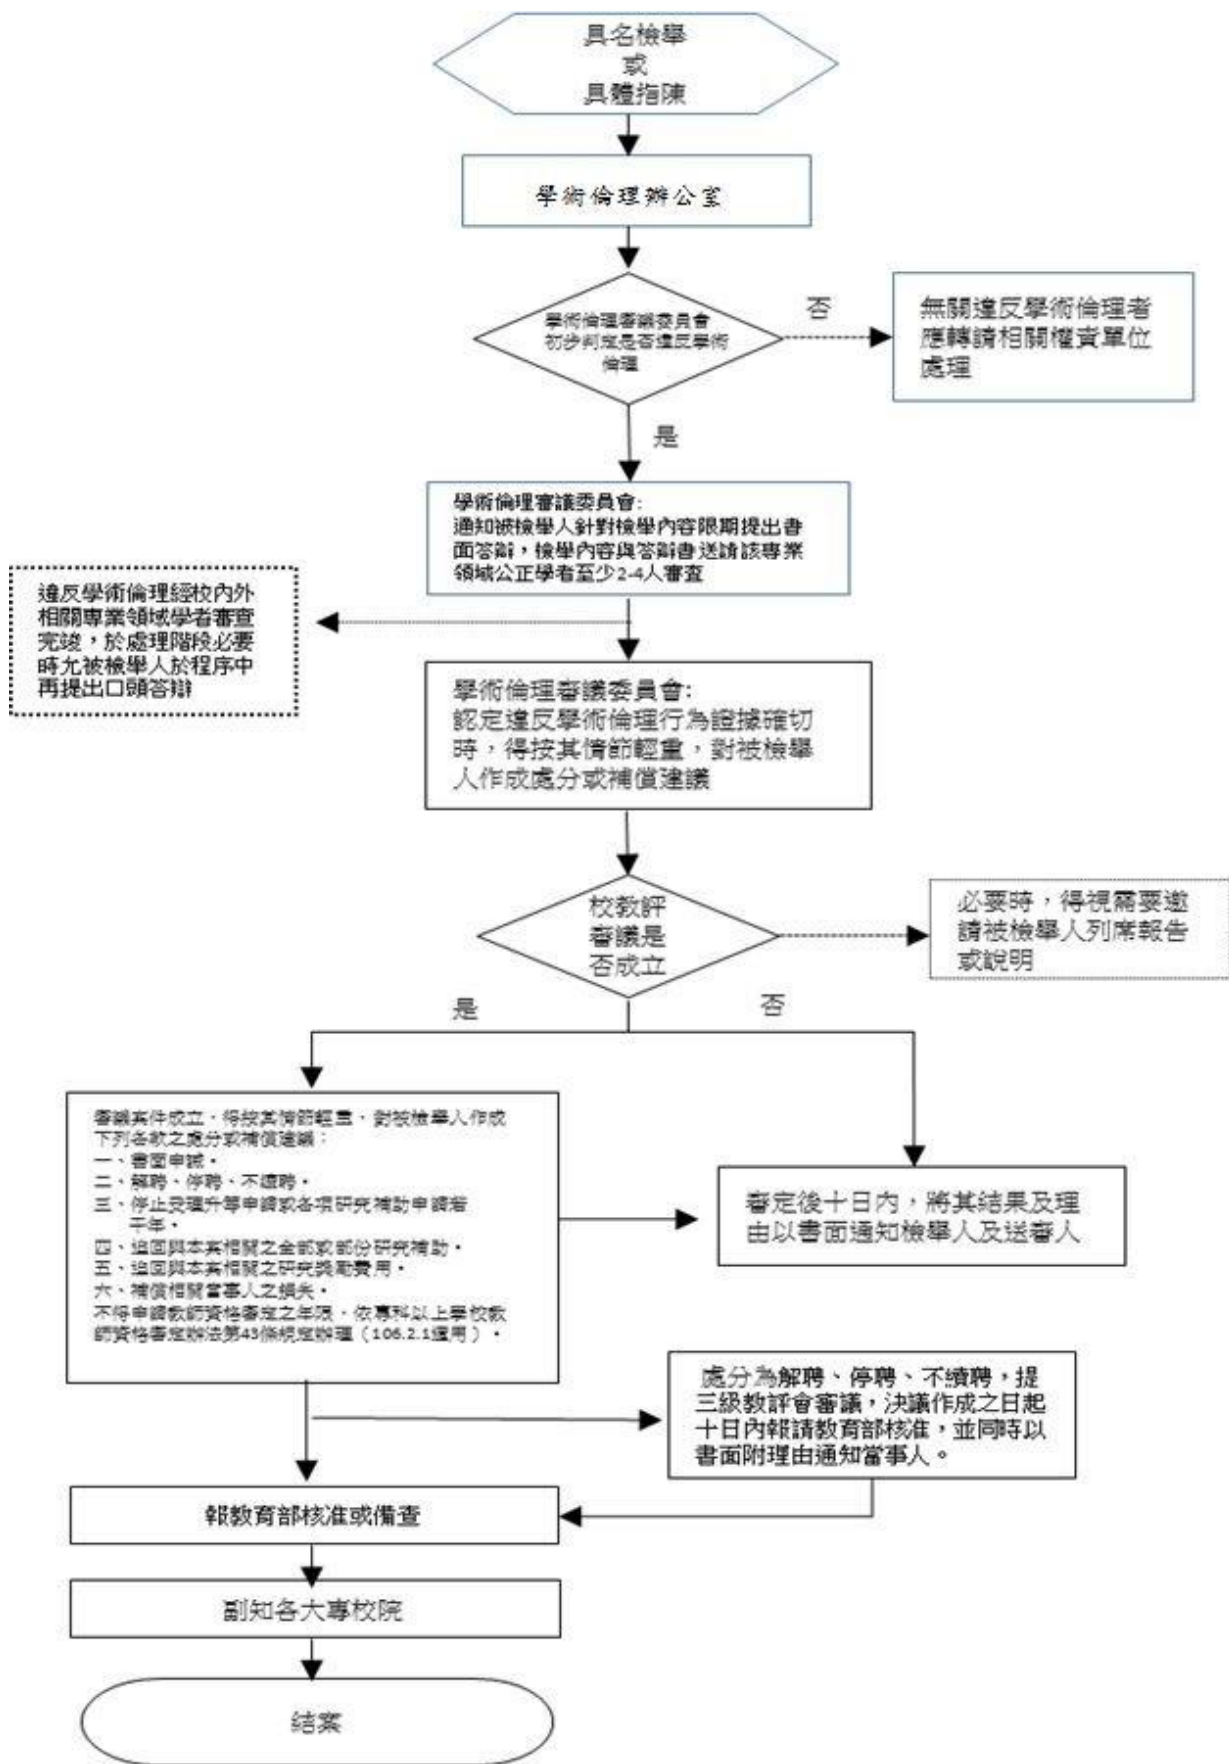 具名檢舉
或
具體指陳
學術倫理辦公室
學術倫理審議委員會
初步判定是否違反學術
倫理
否
無關違反學術倫理者
應轉請相關權責單位
處理
是
學術倫理審議委員會:
通知被檢舉人針對檢舉內容限期提出書
面答辯，檢舉內容與答辯書送請該專業
領域公正學者至少2-4人審查
違反學術倫理經校內外
相關專業領域學者審查
完竣，於處理階段必要
時允被檢舉人於程序中
再提出口頭答辯
學術倫理審議委員會:
認定違反學術倫理行為證據確切
時，得按其情節輕重，對被檢舉
人作成處分或補償建議
校教評
審議是
否成立
必要時，得視需要邀
請被檢舉人列席報告
或說明
是
否
審議案件成立，得按其情節輕重，對被檢舉人作成
下列各款之處分或補償建議：
一、書面申誡。
二、解聘、停聘、不續聘。
三、停止受理升等申請或各項研究補助申請若
干年。
四、追回與本案相關之全部或部份研究補助。
五、追回與本案相關之研究獎勵費用。
六、補償相關當事人之損失。
不得申請教師資格審定之年限，依專科以上學校教
師資格審定辦法第43條規定辦理（106.2.1適用）。
審定後十日內，將其結果及理
由以書面通知檢舉人及送審人
處分為解聘、停聘、不續聘，提
三級教評會審議，決議作成之日起
十日內報請教育部核准，並同時以
書面附理由通知當事人。
報教育部核准或備查
副知各大專校院
結案